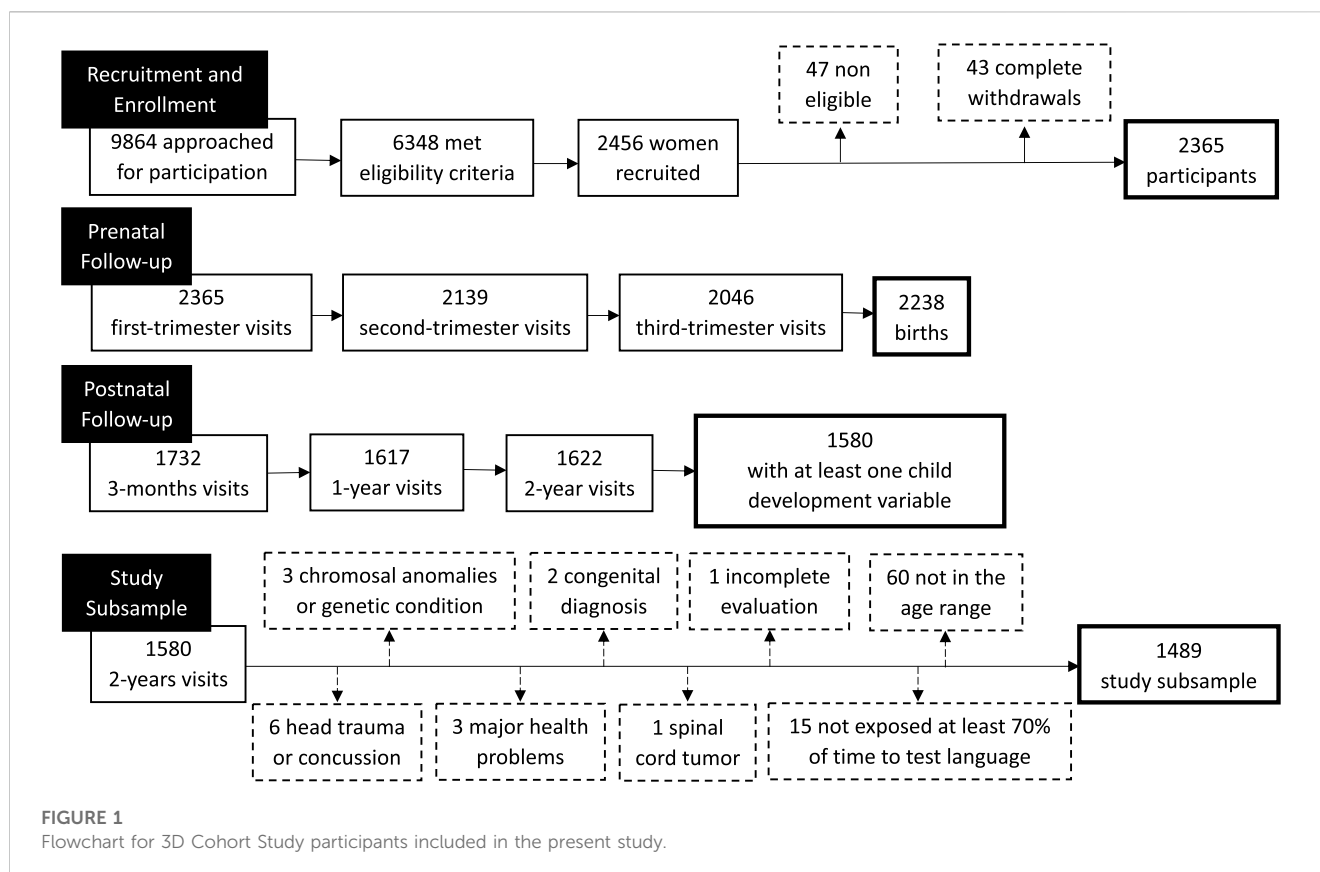 Recruitment and
Enrollment
9864 approached
for participation
6348 met
eligibility criteria
2456 women
recruited
47 non
eligible
43 complete
withdrawals
2365
participants
Prenatal
Follow-up
2365
first-trimester visits
2139
second-trimester visits
2046
third-trimester visits
2238
births
Postnatal
Follow-up
1732
3-months visits
1617
1-year visits
1622
2-year visits
1580
with at least one child
development variable
Study
Subsample
1580
2-years visits
3 chromosal anomalies
or genetic condition
2 congenital
diagnosis
1 incomplete
evaluation
60 not in the
age range
6 head trauma
or concussion
3 major health
problems
1 spinal
cord tumor
15 not exposed at least 70%
of time to test language
1489
study subsample
FIGURE 1
Flowchart for 3D Cohort Study participants included in the present study.